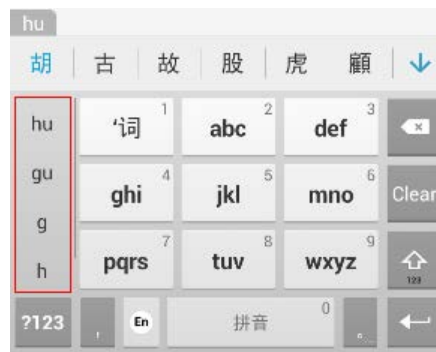 hu
胡 古 故 股 虎 顧
hu '词 1 abc 2 def 3
gu ghi 4 jkl 5 mno 6 Clear
g
h pqrs 7 tuv 8 wxyz 9 123
?123 , En 拼音 0 。